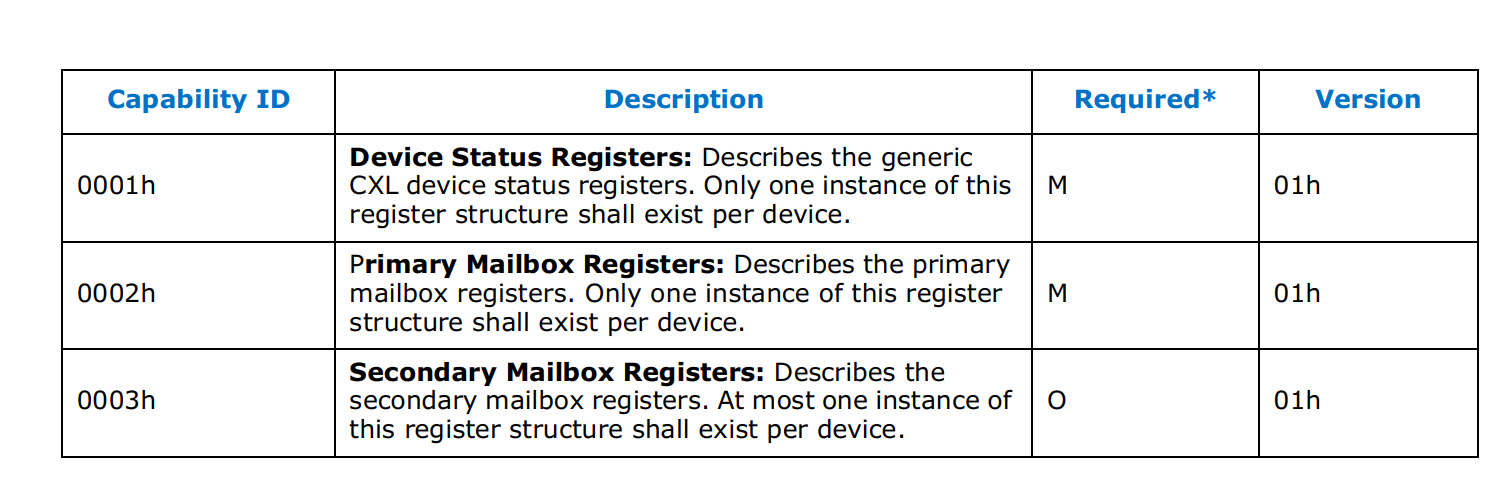 Capability ID Description Required* Version
Device Status Registers: Describes the generic
0001h CXL device status registers. Only one instance of this M 01h
register structure shall exist per device.
Primary Mailbox Registers: Describes the primary
0002h mailbox registers. Only one instance of this register M 01h
structure shall exist per device.
Secondary Mailbox Registers: Describes the
0003h secondary mailbox registers. At most one instance of O 01h
this register structure shall exist per device.